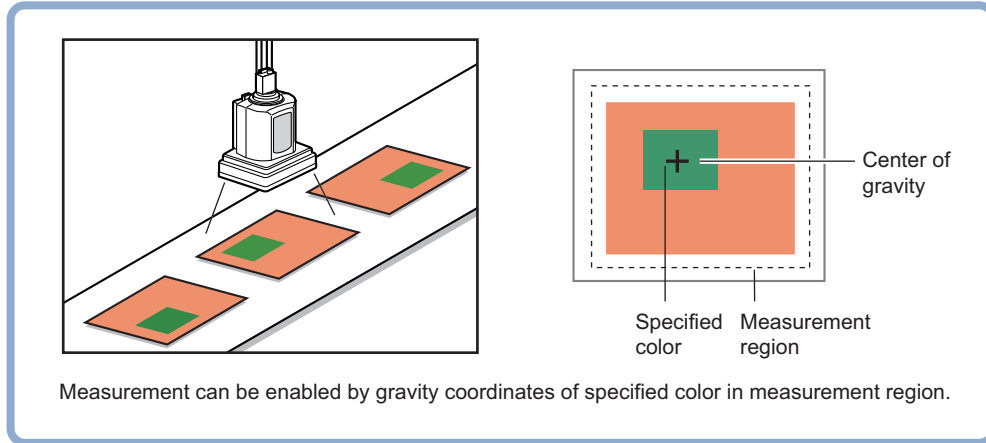 Center of
gravity
Specified
color
Measurement
region
Measurement can be enabled by gravity coordinates of specified color in measurement region.